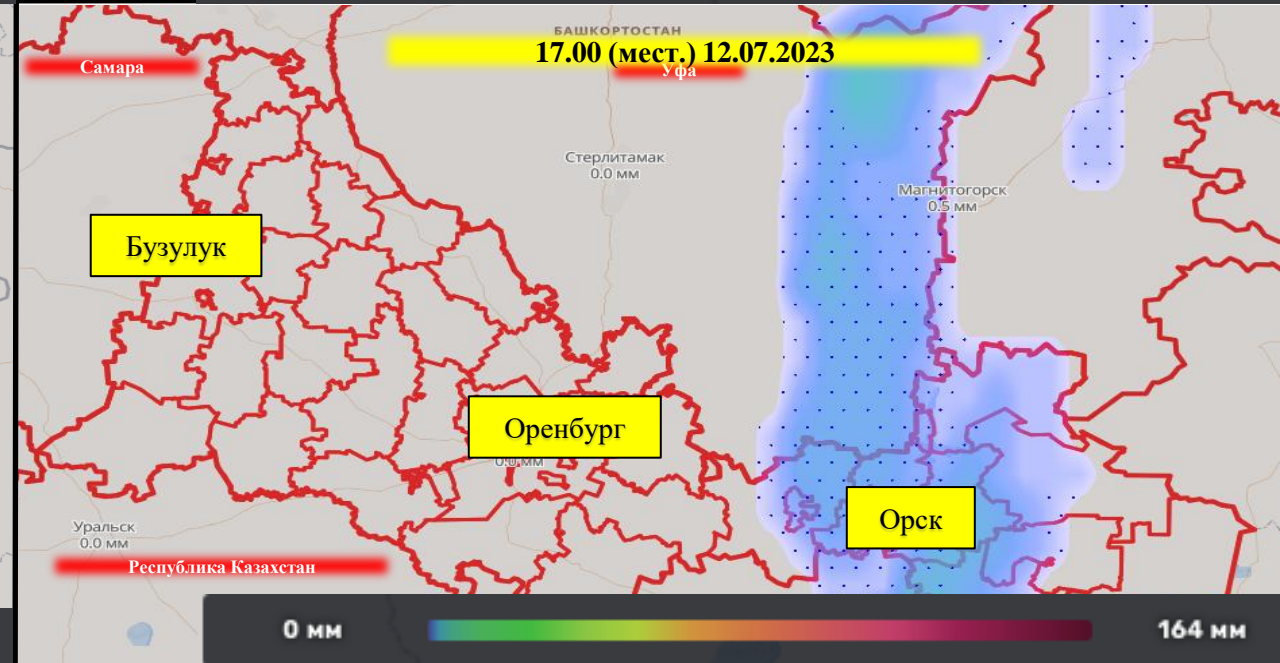 БАШКОРТОСТАН
17.00 (мест.) 12.07.2023
Самара
Уфа
Стерлитамак
0.0 мм
Магнитогорск
0.5 мм
Бузулук
Оренбург
0.0 мм
Орск
Уральск
0.0 мм
Республика Казахстан
0 мм
164 мм